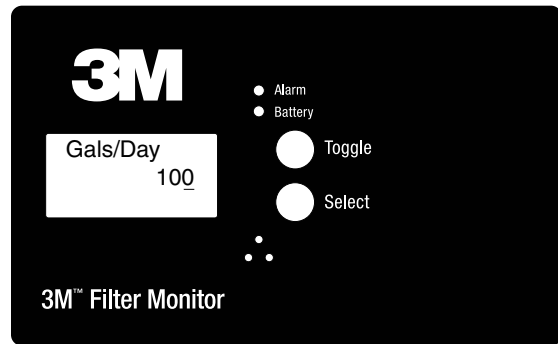 3M
Alarm
Battery
Gals/Day
100
Toggle
Select
3M™ Filter Monitor